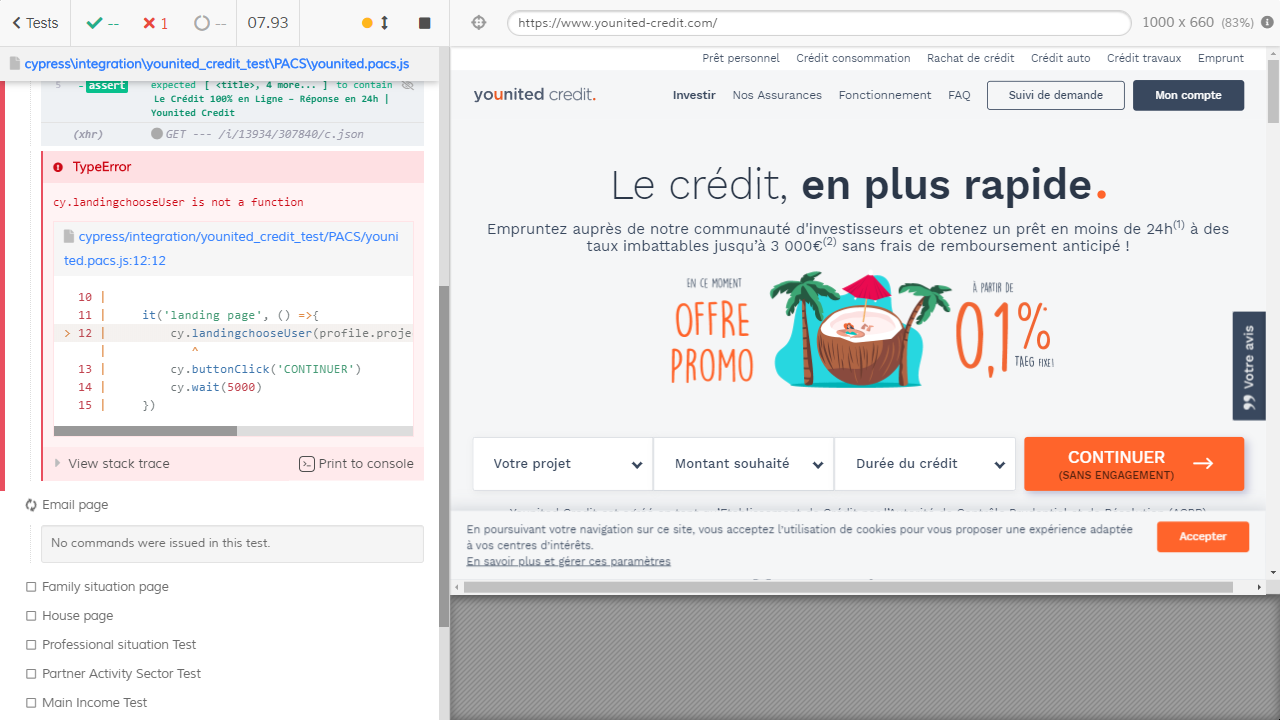 Tests
--
1
--
07.93
https://www.younited-credit.com/
1000 x 660 (83%)
cypress\integration\younited_credit_test\PACS\younited.pacs.js
5 -assert expected [ <title>, 4 more... ] to contain
Le Crédit 100% en Ligne – Réponse en 24h |
Younited Credit
(xhr) GET --- /i/13934/307840/c.json
TypeError
cy.landingchooseUser is not a function
cypress/integration/younited_credit_test/PACS/youni
ted.pacs.js:12:12
10 |
11 | it('landing page', () =>{
> 12 | cy.landingchooseUser(profile.proje
| ^
13 | cy.buttonClick('CONTINUER')
14 | cy.wait(5000)
15 | })
View stack trace
Print to console
Email page
No commands were issued in this test.
Family situation page
House page
Professional situation Test
Partner Activity Sector Test
Main Income Test
Prêt personnel Crédit consommation Rachat de crédit Crédit auto Crédit travaux Emprunt
younited credit. Investir Nos Assurances Fonctionnement FAQ Suivi de demande Mon compte
Le crédit, en plus rapide.
Empruntez auprès de notre communauté d'investisseurs et obtenez un prêt en moins de 24h(1) à des
taux imbattables jusqu'à 3 000€(2) sans frais de remboursement anticipé !
EN CE MOMENT
OFFRE
PROMO
À PARTIR DE
0,1%
TAEG FIXE!
Votre avis
Votre projet
Montant souhaité
Durée du crédit
CONTINUER
(SANS ENGAGEMENT)
En poursuivant votre navigation sur ce site, vous acceptez l'utilisation de cookies pour vous proposer une expérience adaptée
à vos centres d'intérêts.
En savoir plus et gérer ces paramètres
Accepter